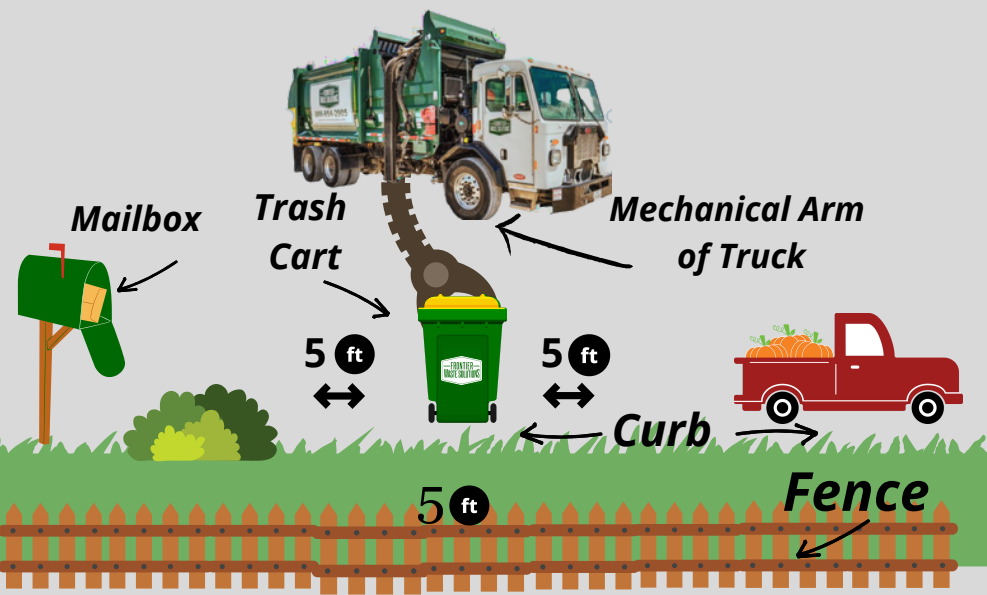 Mailbox
Trash
Cart
Mechanical Arm
of Truck
5 ft
5 ft
FRONTIER
WASTE SOLUTIONS
Curb
5 ft
Fence